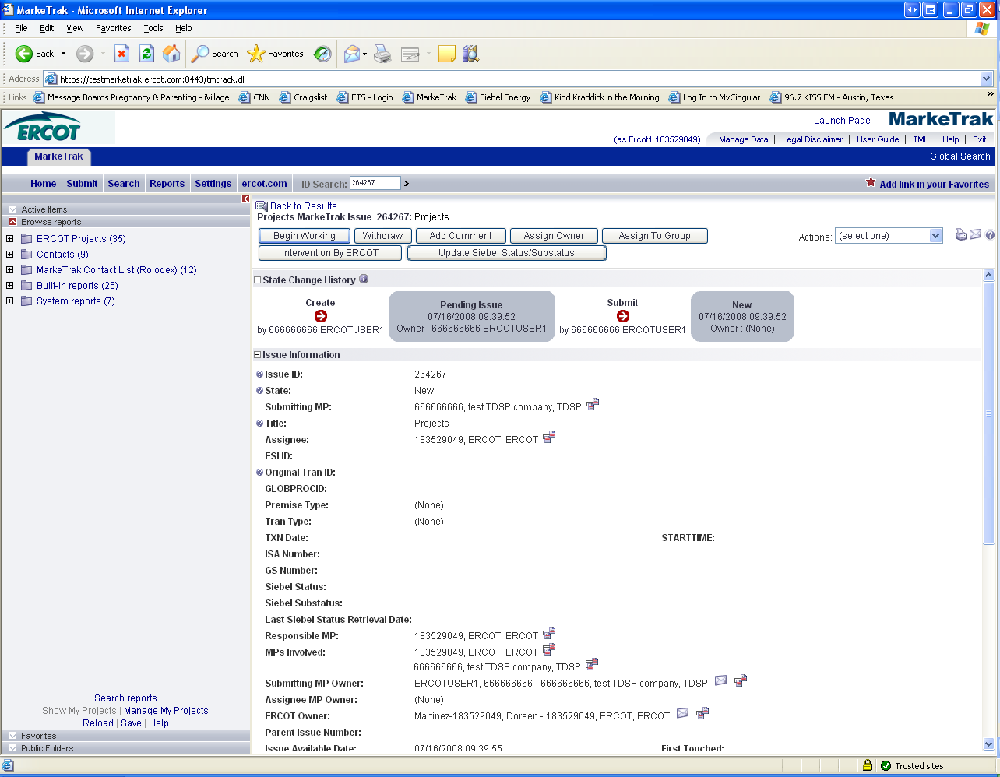 MarkeTrak - Microsoft Internet Explorer
File Edit View Favorites Tools Help
Back Search Favorites
Address https://testmarketrak.ercot.com:8443/tmtrack.dll
Links Message Boards Pregnancy & Parenting - iVillage CNN Craigslist ETS - Login MarkeTrak Siebel Energy Kidd Kraddick in the Morning Log In to MyCingular 96.7 KISS FM - Austin, Texas »
ERCOT Launch Page MarkeTrak
(as Ercot1 183529049) Manage Data | Legal Disclaimer | User Guide | TML | Help | Exit
MarkeTrak Global Search
Home Submit Search Reports Settings ercot.com ID Search: 264267 Add link in your Favorites
Active Items
Browse reports
ERCOT Projects (35)
Contacts (9)
MarkeTrak Contact List (Rolodex) (12)
Built-In reports (25)
System reports (7)
Search reports
Show My Projects | Manage My Projects
Reload | Save | Help
Favorites
Public Folders
Back to Results
Projects MarkeTrak Issue 264267: Projects
Begin Working Withdraw Add Comment Assign Owner Assign To Group Actions: (select one)
Intervention By ERCOT Update Siebel Status/Substatus
State Change History
Create
by 666666666 ERCOTUSER1
Pending Issue
07/16/2008 09:39:52
Owner : 666666666 ERCOTUSER1
Submit
by 666666666 ERCOTUSER1
New
07/16/2008 09:39:52
Owner : (None)
Issue Information
Issue ID: 264267
State: New
Submitting MP: 666666666, test TDSP company, TDSP
Title: Projects
Assignee: 183529049, ERCOT, ERCOT
ESI ID:
Original Tran ID:
GLOBPROCID:
Premise Type: (None)
Tran Type: (None)
TXN Date: STARTTIME:
ISA Number:
GS Number:
Siebel Status:
Siebel Substatus:
Last Siebel Status Retrieval Date:
Responsible MP: 183529049, ERCOT, ERCOT
MPs Involved: 183529049, ERCOT, ERCOT
666666666, test TDSP company, TDSP
Submitting MP Owner: ERCOTUSER1, 666666666 - 666666666, test TDSP company, TDSP
Assignee MP Owner: (None)
ERCOT Owner: Martinez-183529049, Doreen - 183529049, ERCOT, ERCOT
Parent Issue Number:
Issue Available Date: 07/16/2008 09:39:55 First Touched:
Trusted sites